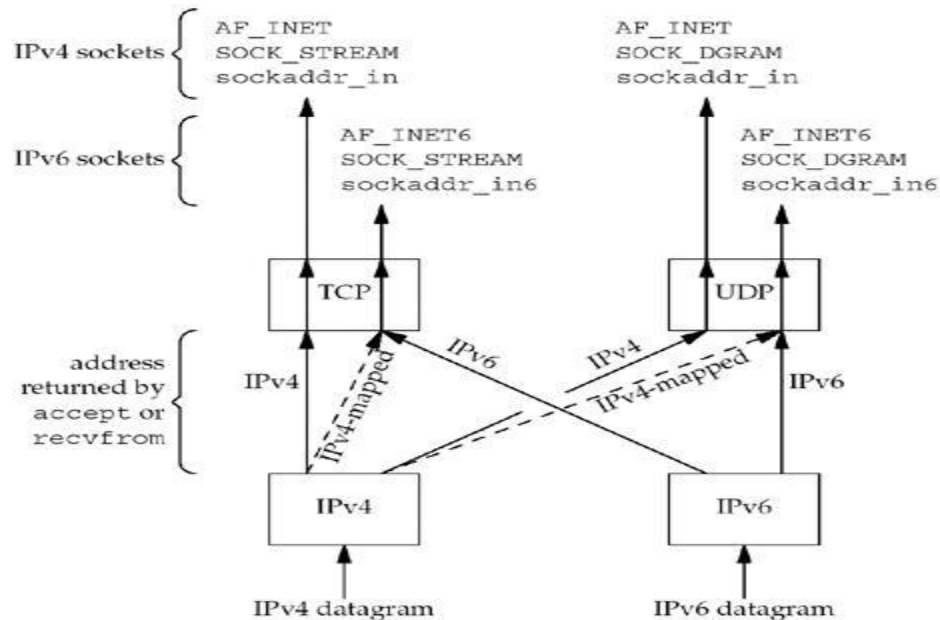 IPv4 sockets
AF_INET
SOCK_STREAM
sockaddr_in
AF_INET
SOCK_DGRAM
sockaddr_in
IPv6 sockets
AF_INET6
SOCK_STREAM
sockaddr_in6
AF_INET6
SOCK_DGRAM
sockaddr_in6
TCP
UDP
address
returned by
accept or
recvfrom
IPv4
IPv4-mapped
IPv6
IPv4
IPv4-mapped
IPv6
IPv4
IPv6
IPv4 datagram
IPv6 datagram